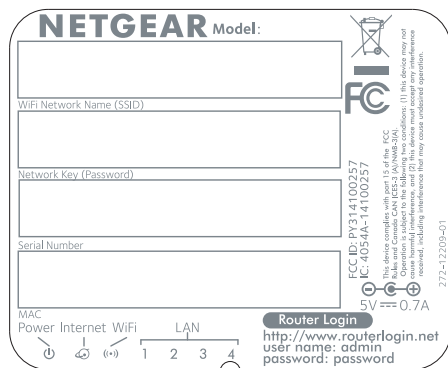 NETGEAR Model:
WiFi Network Name (SSID)
Network Key (Password)
Serial Number
MAC
Power Internet WiFi LAN
1 2 3 4
FC
FCC ID: PY314100257
IC: 4054A-14100257
This device complies with part 15 of the FCC
Rules and Canada CAN ICES-3 (A)/NMB-3(A).
Operation is subject to the following two conditions: (1) this device may not
cause harmful interference, and (2) this device must accept any interference
received, including interference that may cause undesired operation.
5V 0.7A
272-12209-01
Router Login
http://www.routerlogin.net
user name: admin
password: password